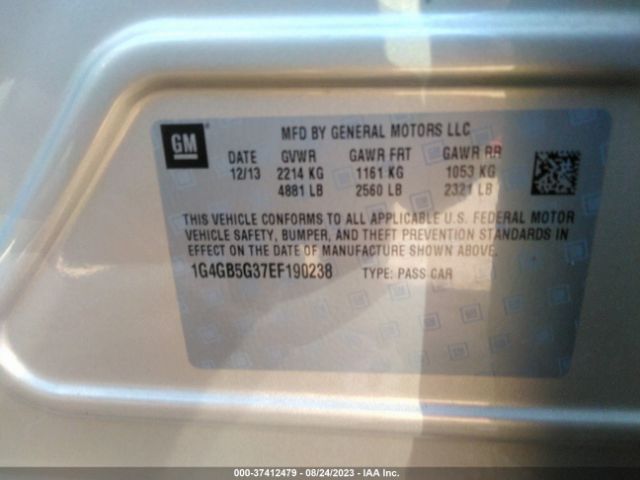 GM
MFD BY GENERAL MOTORS LLC
DATE GVWR GAWR FRT GAWR RR
12/13 2214 KG 1161 KG 1053 KG
4881 LB 2560 LB 2321 LB
THIS VEHICLE CONFORMS TO ALL APPLICABLE U.S. FEDERAL MOTOR
VEHICLE SAFETY, BUMPER, AND THEFT PREVENTION STANDARDS IN
EFFECT ON THE DATE OF MANUFACTURE SHOWN ABOVE.
1G4GB5G37EF190238 TYPE: PASS CAR
000-37412479 - 08/24/2023 - IAA Inc.